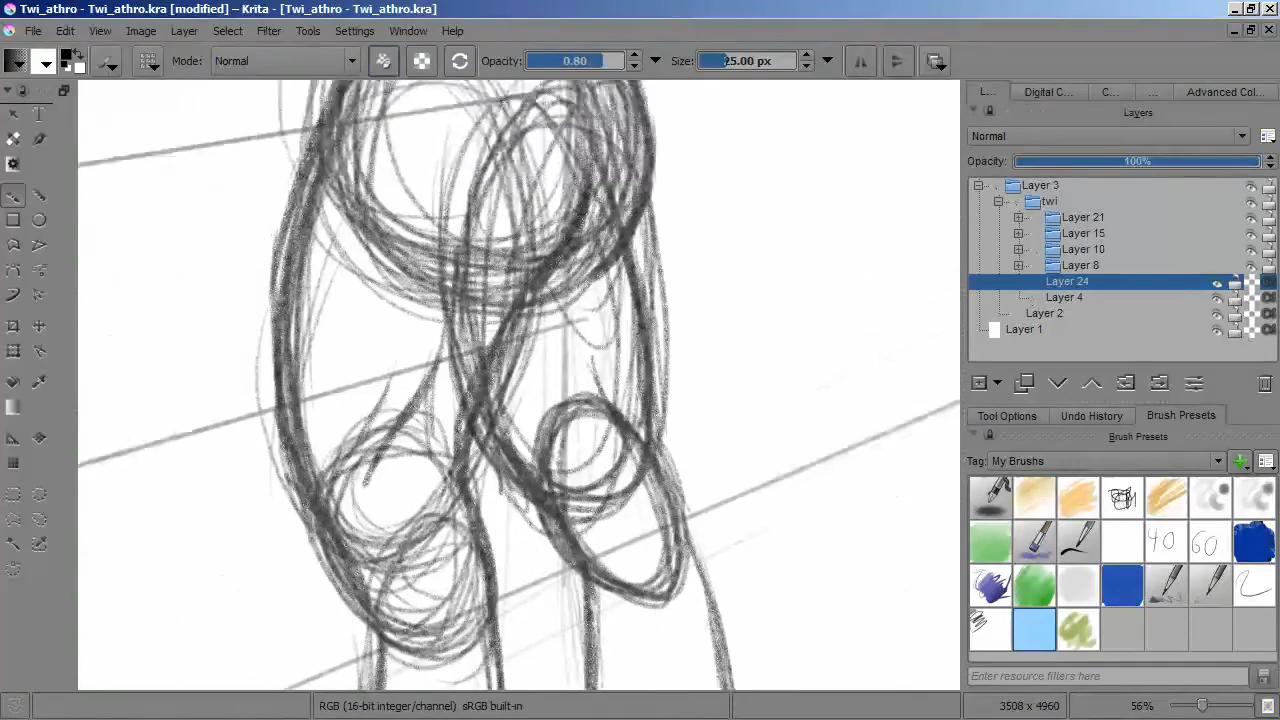 Twi_athro - Twi_athro.kra [modified] – Krita - [Twi_athro - Twi_athro.kra]
File Edit View Image Layer Select Filter Tools Settings Window Help
Mode: Normal Opacity: 0.80 Size: 25.00 px
L... Digital C... C... ... Advanced Col...
Layers
Normal
Opacity: 100%
Layer 3
twi
Layer 21
Layer 15
Layer 10
Layer 8
Layer 24
Layer 4
Layer 2
Layer 1
Tool Options Undo History Brush Presets
Brush Presets
Tag: My Brushs
40 60
Enter resource filters here
RGB (16-bit integer/channel) sRGB built-in 3508 x 4960 56%